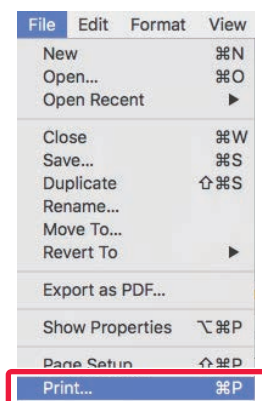 File Edit Format View
New ⌘N
Open... ⌘O
Open Recent ▶
Close ⌘W
Save... ⌘S
Duplicate ⇧⌘S
Rename...
Move To...
Revert To ▶
Export as PDF...
Show Properties ⌥⌘P
Page Setup ⇧⌘P
Print... ⌘P